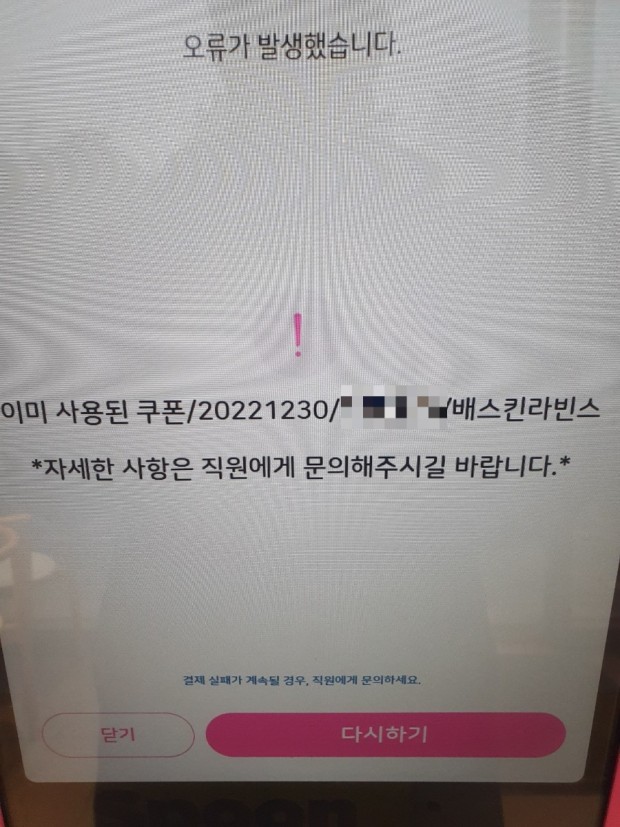 오류가 발생했습니다.
!
이미 사용된 쿠폰/20221230/ /배스킨라빈스
*자세한 사항은 직원에게 문의해주시길 바랍니다.*
결제 실패가 계속될 경우, 직원에게 문의하세요.
닫기
다시하기
Spoon